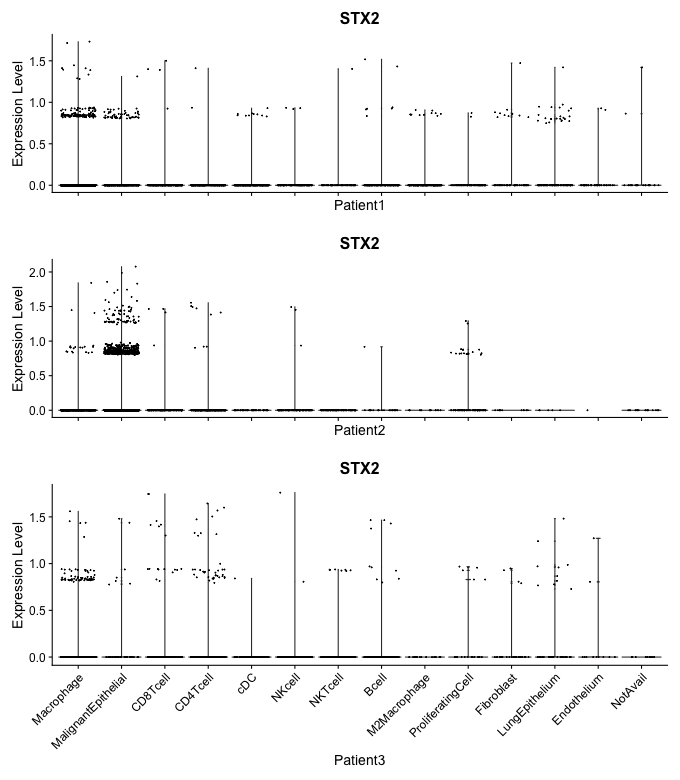 STX2
Expression Level
1.5
1.0
0.5
0.0
Patient1
STX2
Expression Level
2.0
1.5
1.0
0.5
0.0
Patient2
STX2
Expression Level
1.5
1.0
0.5
0.0
Macrophage
MalignantEpithelial
CD8Tcell
CD4Tcell
cDC
NKcell
NKTcell
Bcell
M2Macrophage
ProliferatingCell
Fibroblast
LungEpithelium
Endothelium
NotAvail
Patient3